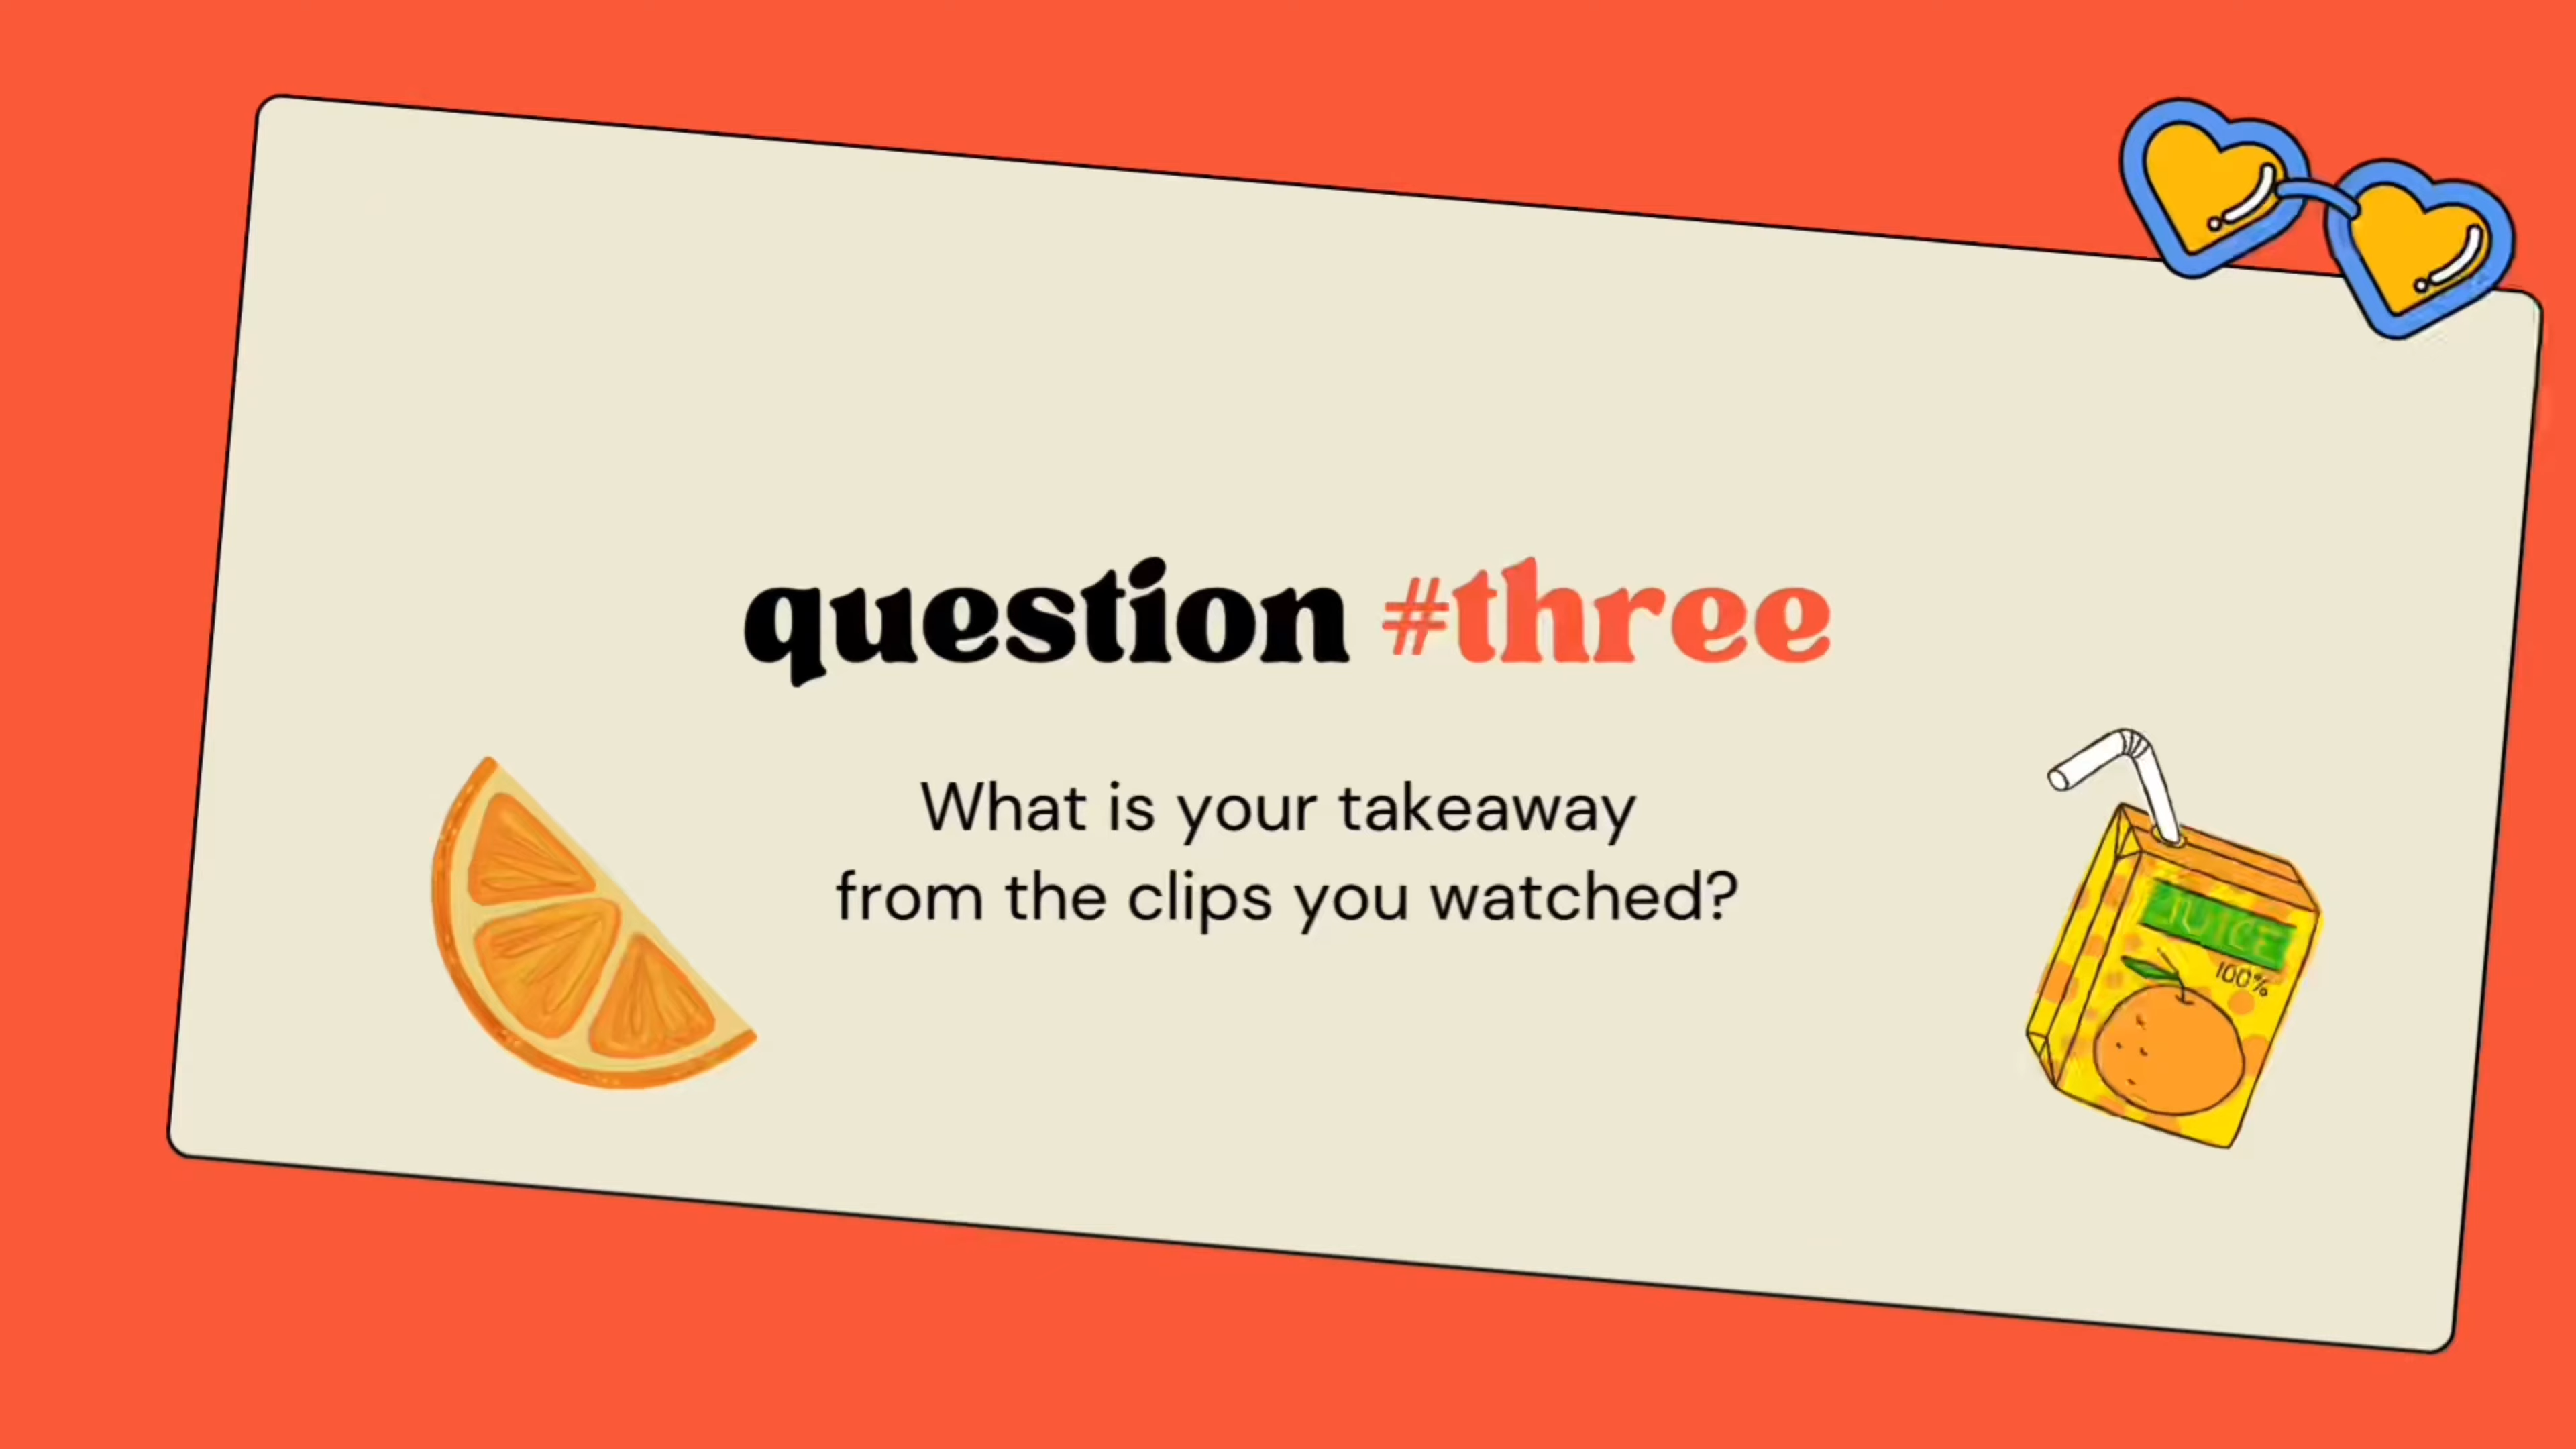 question #three
What is your takeaway
from the clips you watched?
JUICE
100%